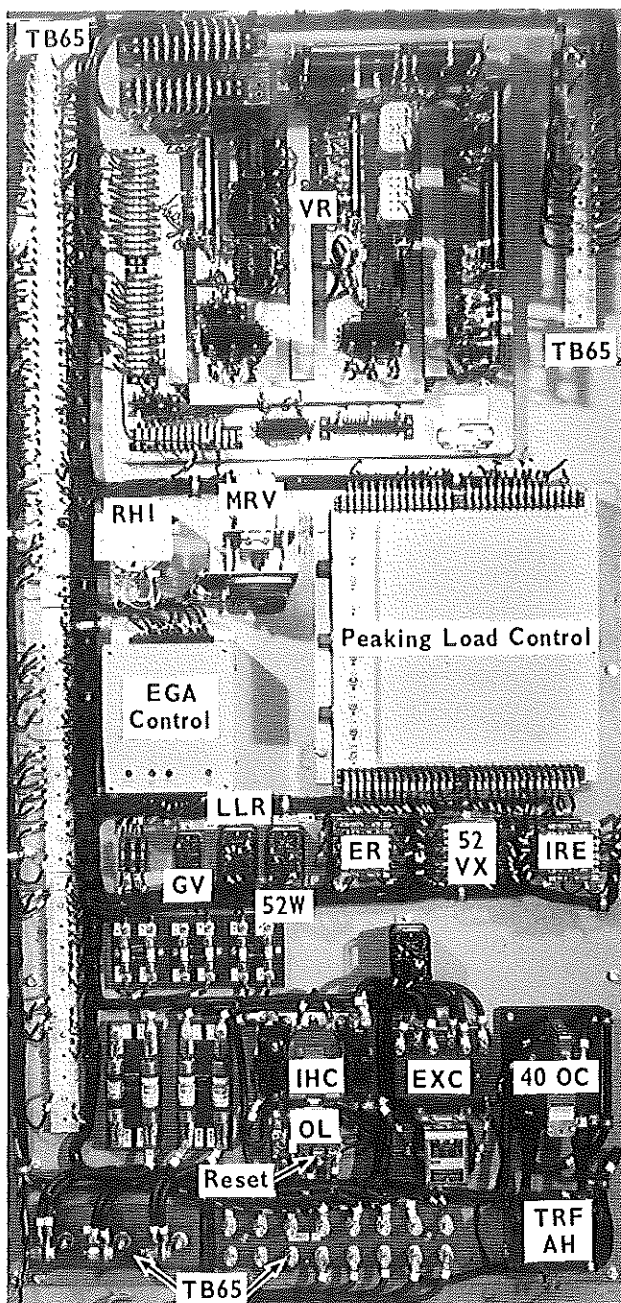 TB65
VR
TB65
RHI
MRV
Peaking Load Control
EGA
Control
LLR
GV
52W
ER
52
VX
IRE
IHC
EXC
40 OC
OL
Reset
TRF
AH
TB65